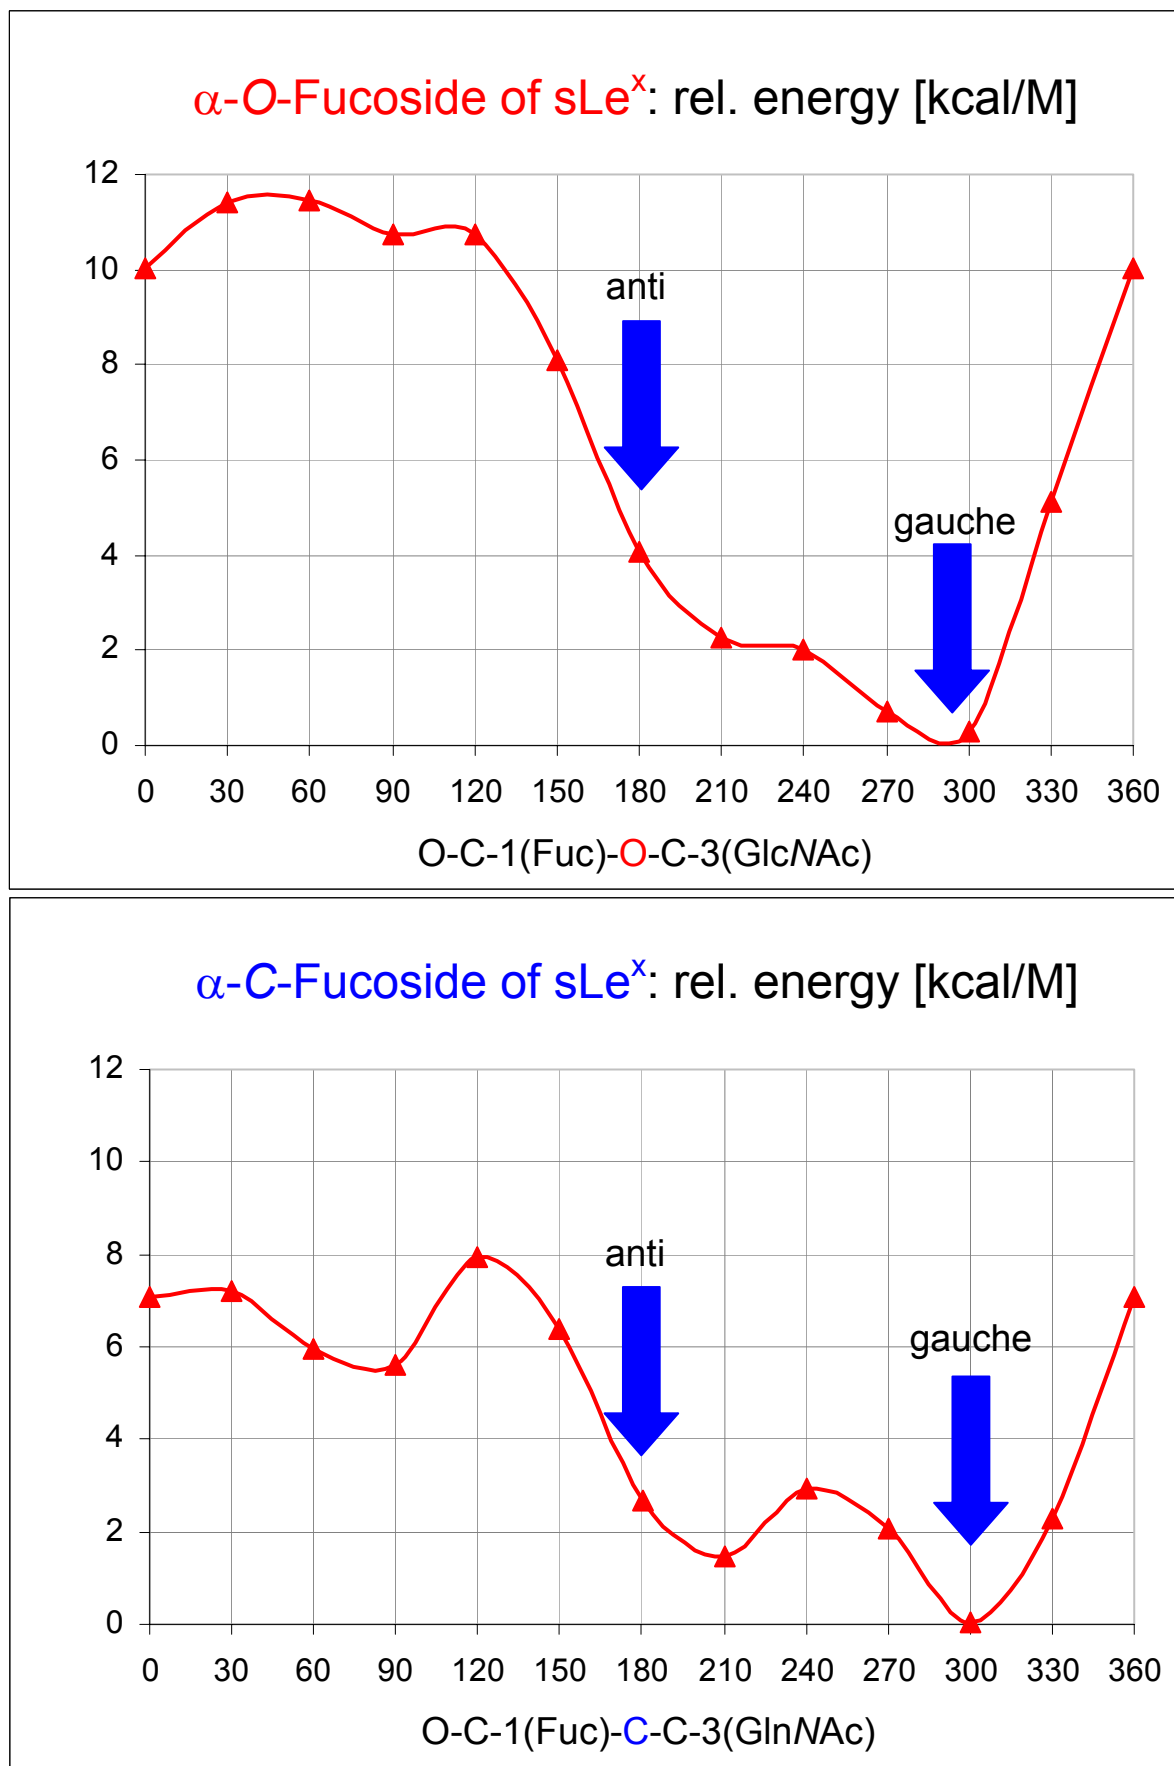 α-O-Fucoside of sLeˣ: rel. energy [kcal/M]
12
10
8
6
4
2
0
anti
gauche
0 30 60 90 120 150 180 210 240 270 300 330 360
O-C-1(Fuc)-O-C-3(GlcNAc)
α-C-Fucoside of sLeˣ: rel. energy [kcal/M]
12
10
8
6
4
2
0
anti
gauche
0 30 60 90 120 150 180 210 240 270 300 330 360
O-C-1(Fuc)-C-C-3(GlnNAc)